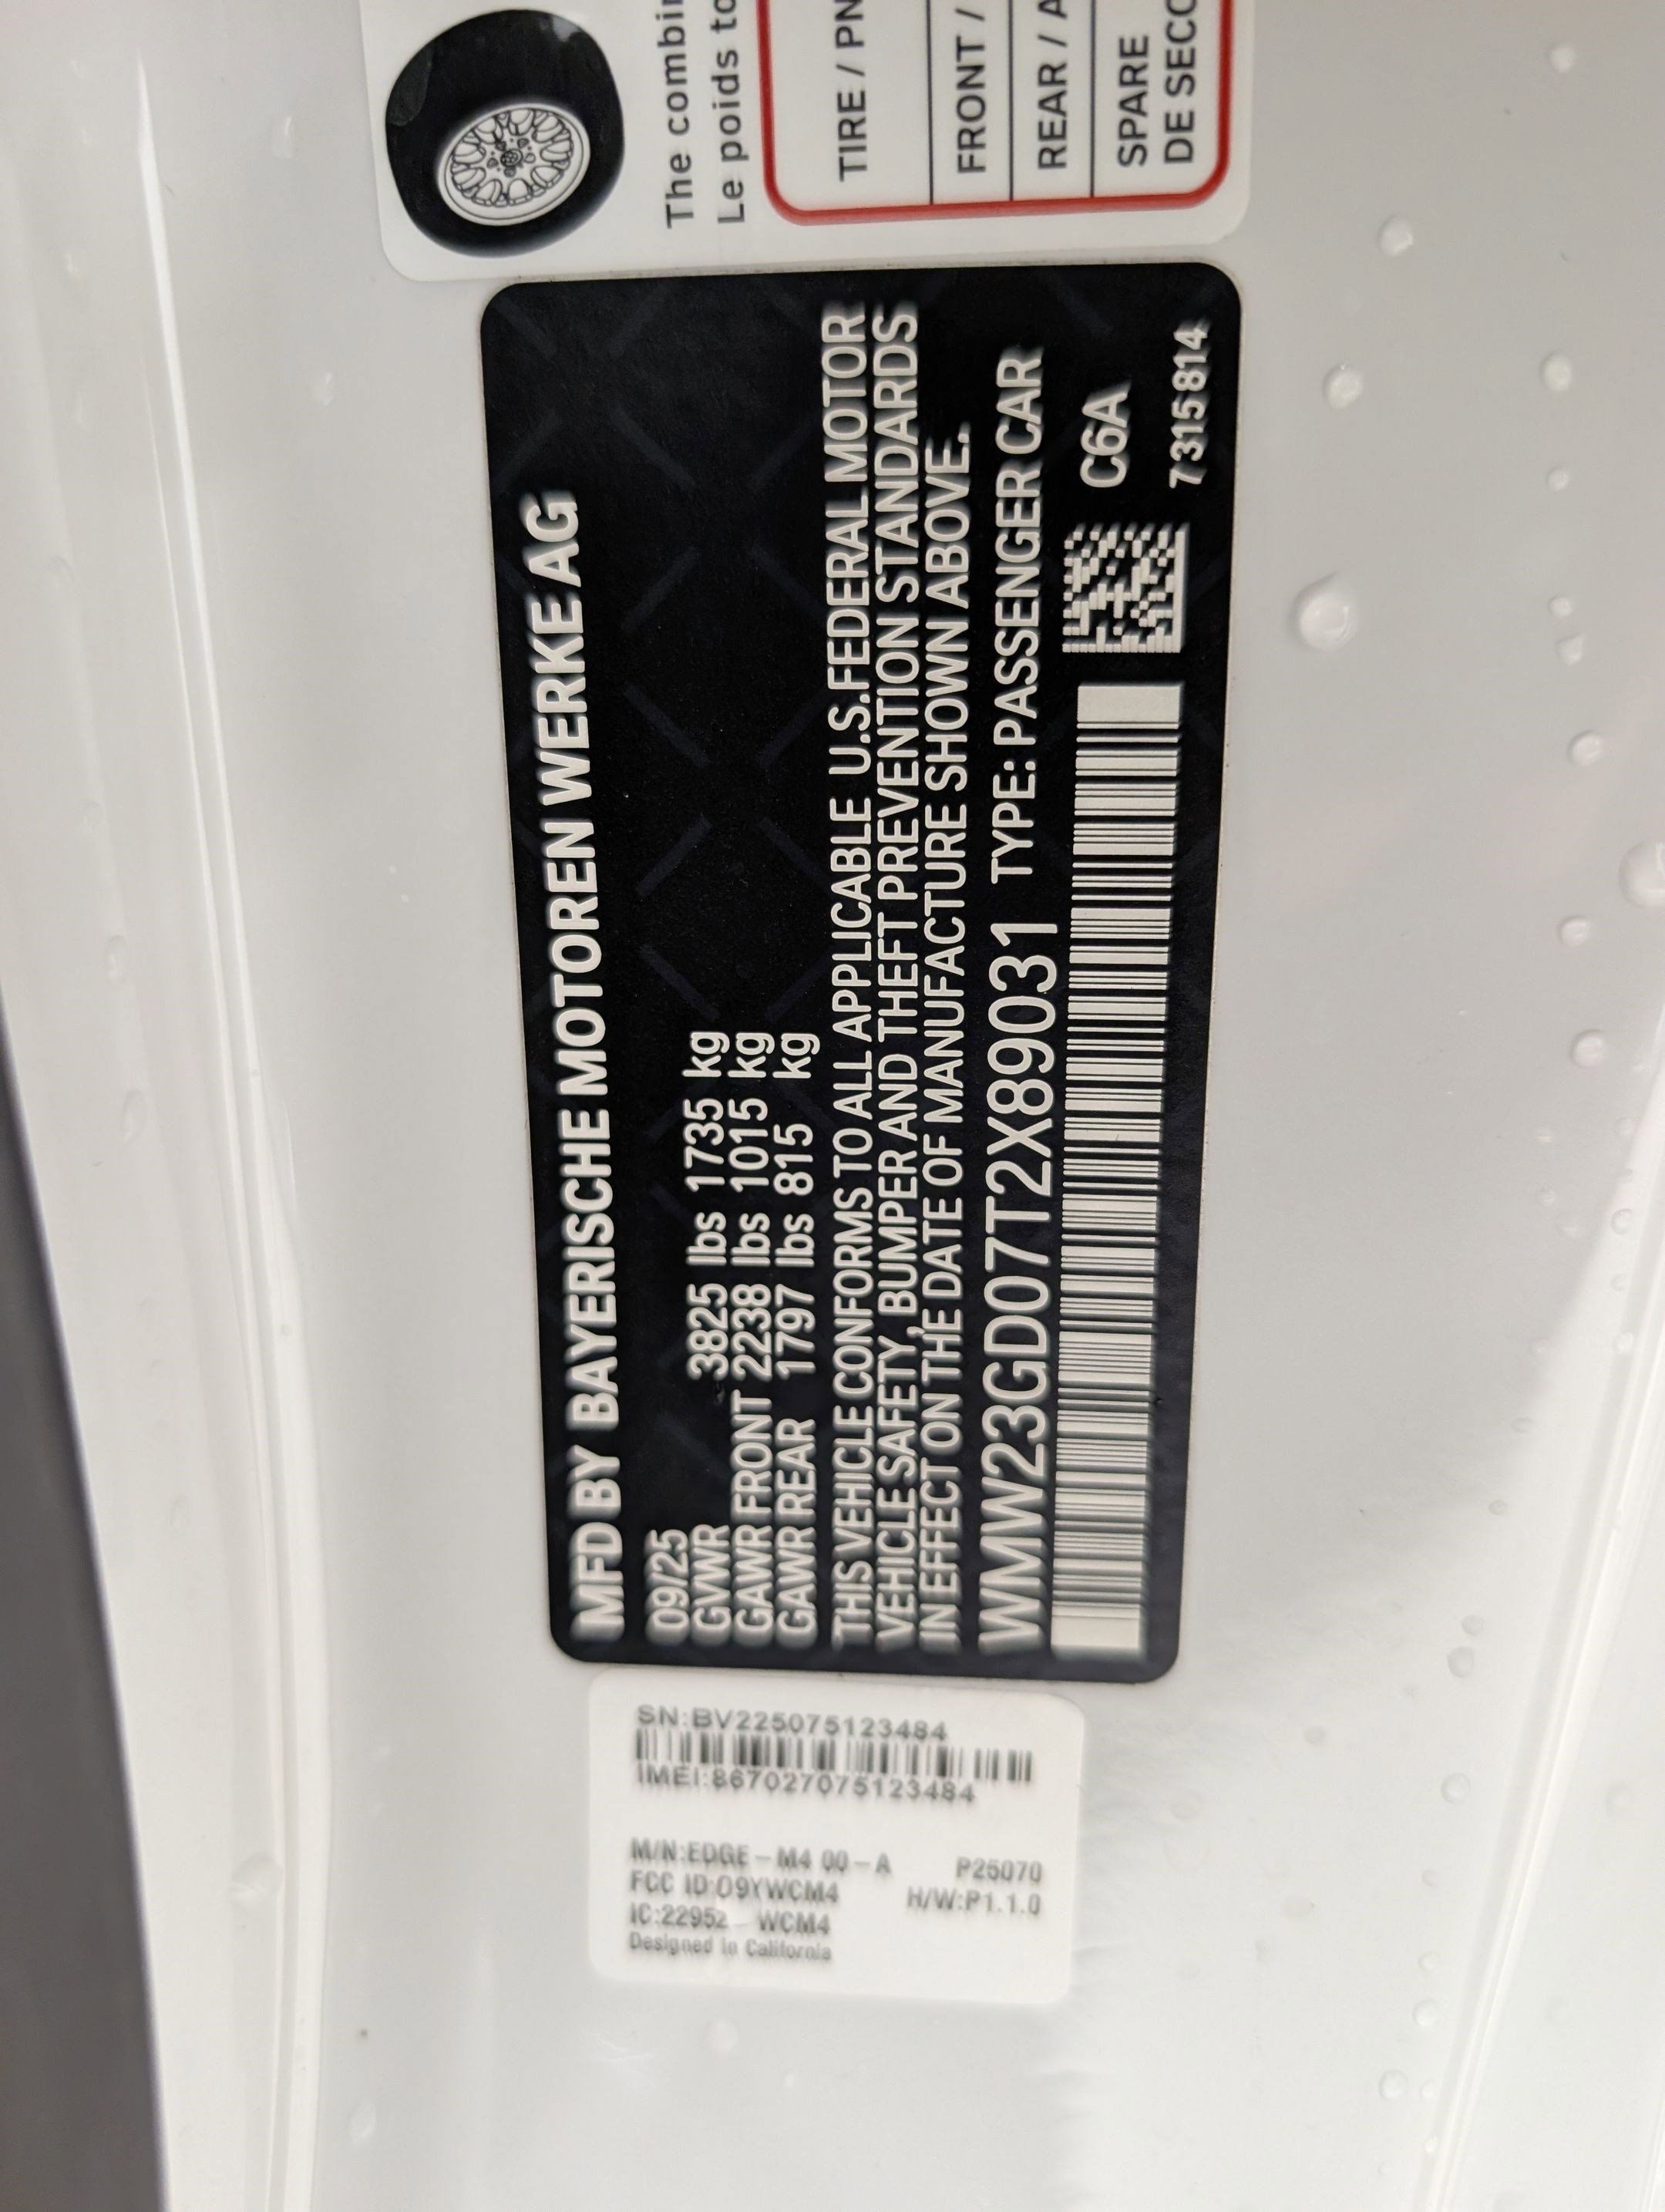 The combin
Le poids to
TIRE / PN
FRONT /
REAR / A
SPARE
DE SECO
MFD BY BAYERISCHE MOTOREN WERKE AG
09/25
GVWR 3825 lbs 1735 kg
GAWR FRONT 2238 lbs 1015 kg
GAWR REAR 1797 lbs 815 kg
THIS VEHICLE CONFORMS TO ALL APPLICABLE U.S.FEDERAL MOTOR
VEHICLE SAFETY, BUMPER AND THEFT PREVENTION STANDARDS
IN EFFECT ON THE DATE OF MANUFACTURE SHOWN ABOVE.
WMW23GD07T2X89031 TYPE: PASSENGER CAR
C6A
7315814
SN:BV225075123484
IMEI:867027075123484
M/N:EDGE-M4 00-A P25070
FCC ID:O9YWCM4 H/W:P1.1.0
IC:22952 WCM4
Designed in California